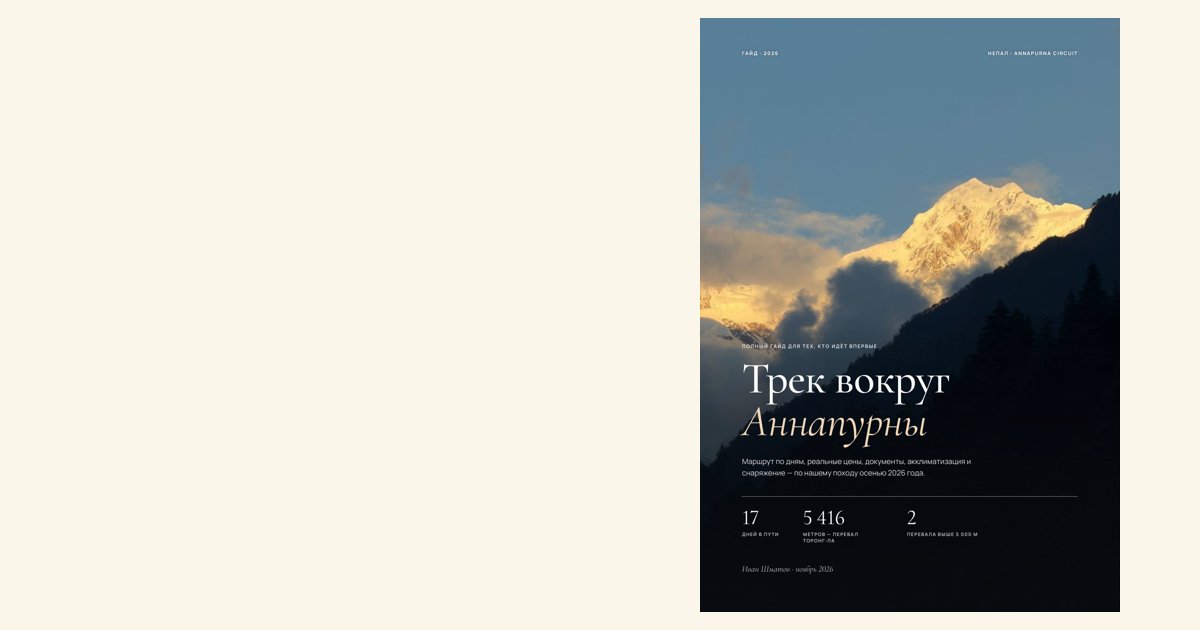 ГАЙД · 2026
НЕПАЛ · ANNAPURNA CIRCUIT
ПОЛНЫЙ ГАЙД ДЛЯ ТЕХ, КТО ИДЁТ ВПЕРВЫЕ
Трек вокруг
Аннапурны
Маршрут по дням, реальные цены, документы, акклиматизация и
снаряжение — по нашему походу осенью 2026 года.
17
ДНЕЙ В ПУТИ
5 416
МЕТРОВ — ПЕРЕВАЛ
ТОРОНГ-ЛА
2
ПЕРЕВАЛА ВЫШЕ 5 000 М
Иван Шматов · ноябрь 2026